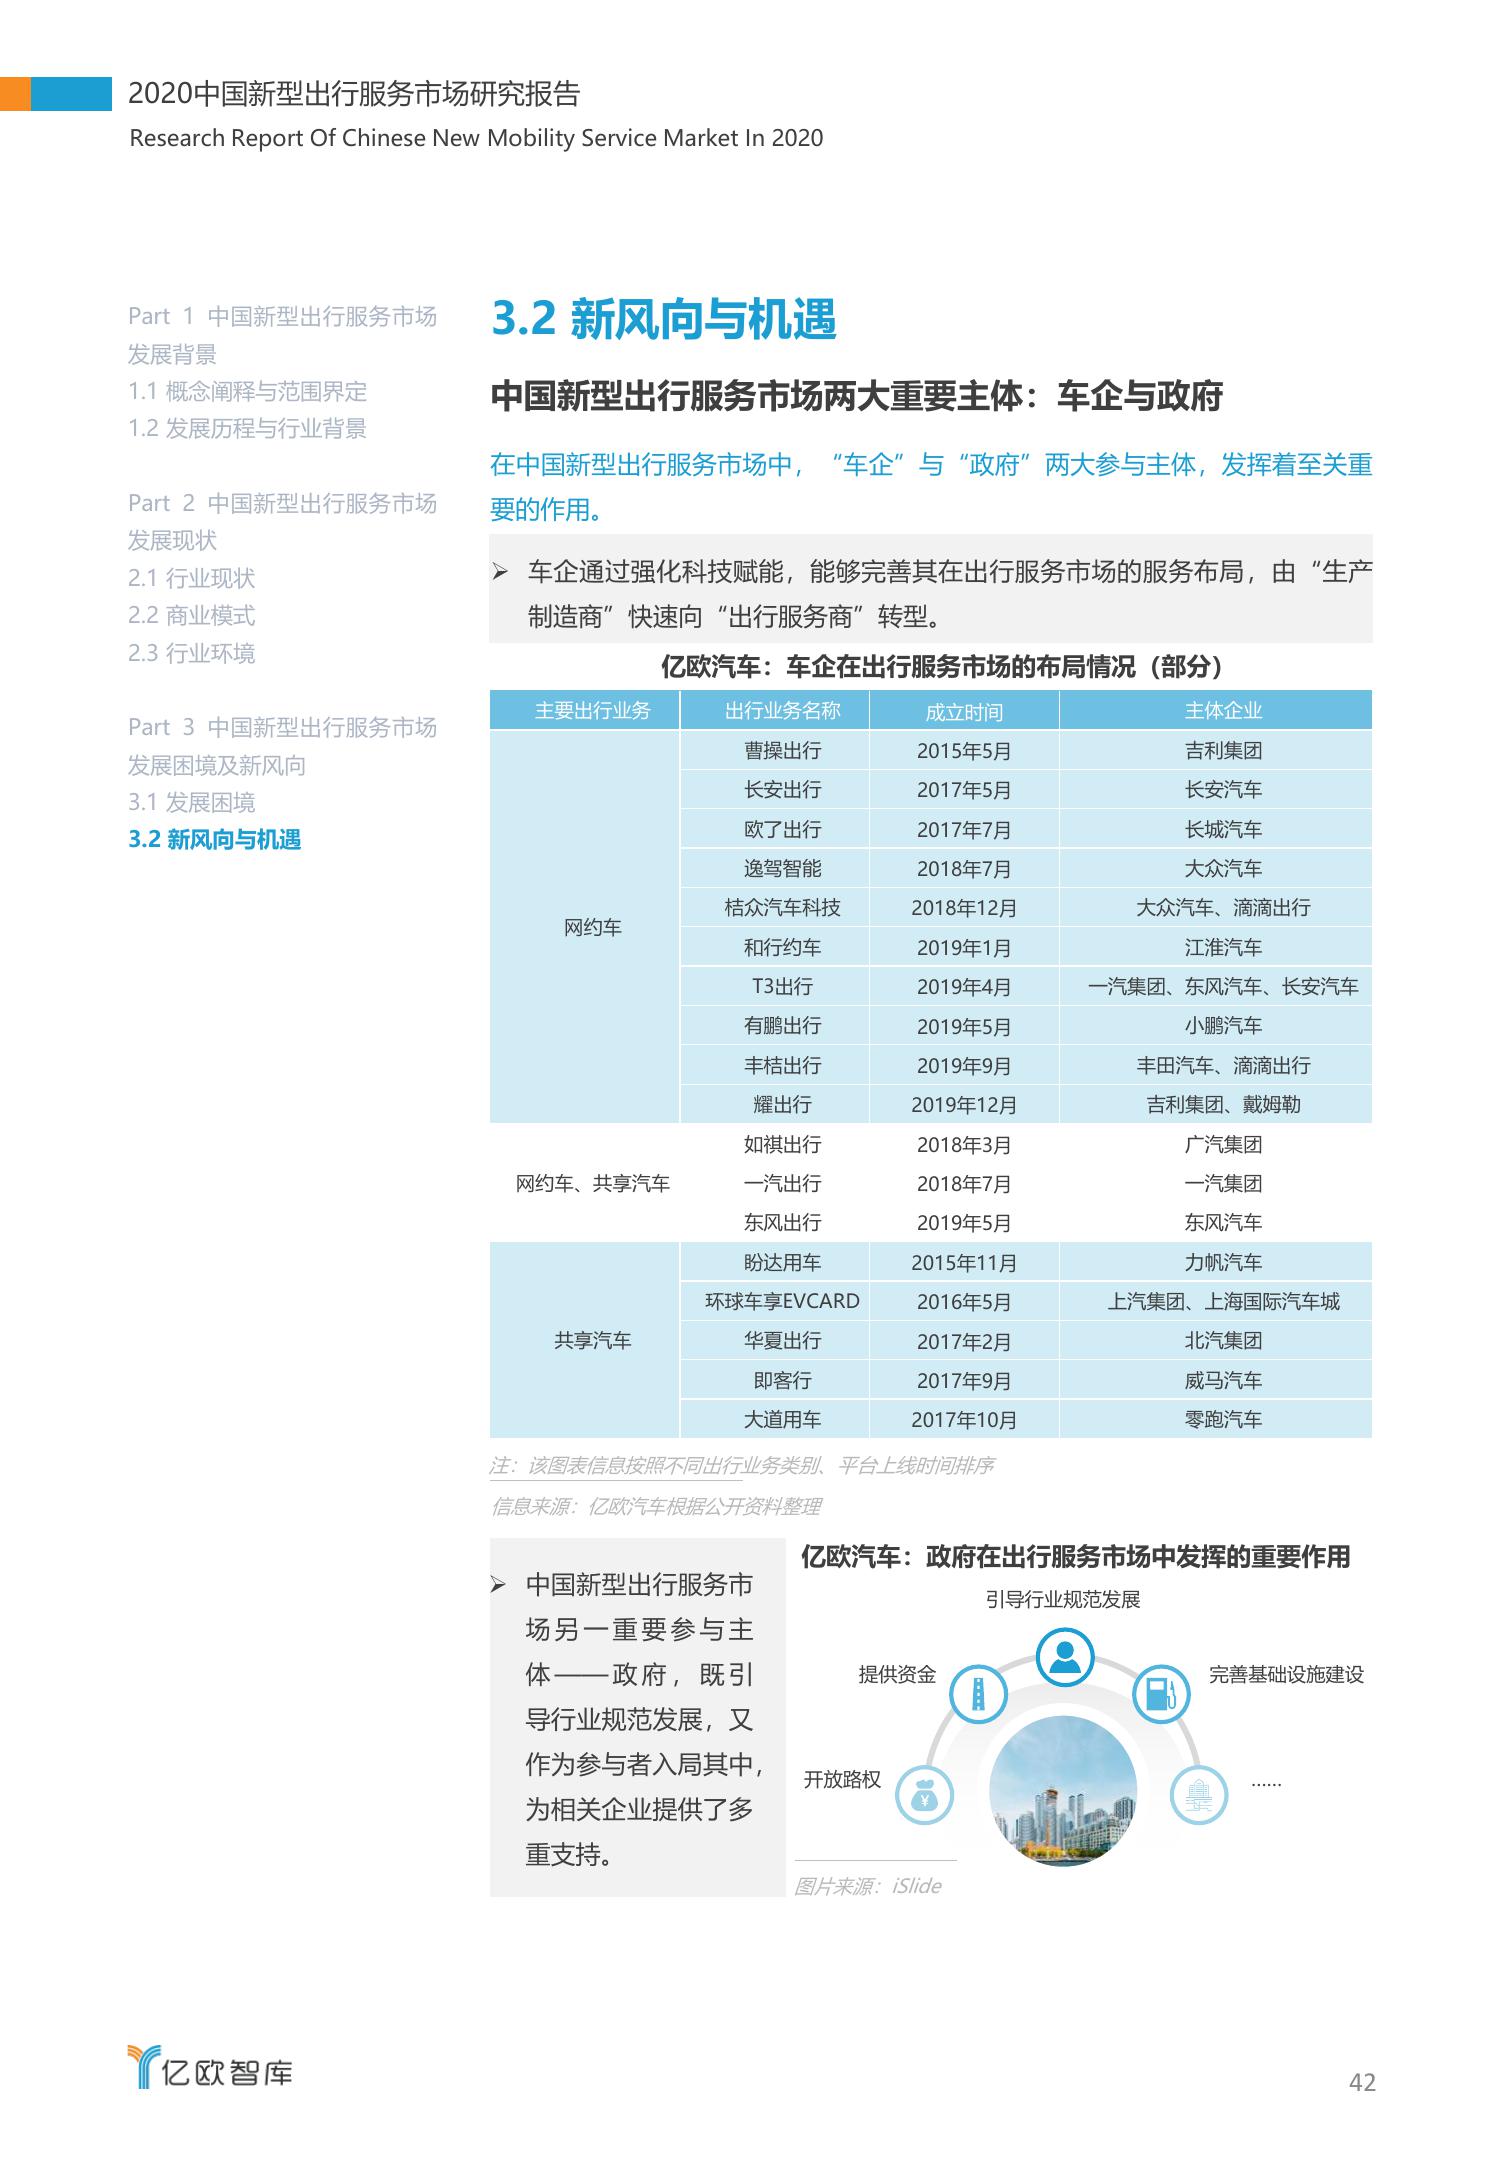 2020中国新型出行服务市场研究报告
Research Report Of Chinese New Mobility Service Market In 2020
Part 1 中国新型出行服务市场
发展背景
1.1 概念阐释与范围界定
1.2 发展历程与行业背景
Part 2 中国新型出行服务市场
发展现状
2.1 行业现状
2.2 商业模式
2.3 行业环境
Part 3 中国新型出行服务市场
发展困境及新风向
3.1 发展困境
3.2 新风向与机遇
3.2 新风向与机遇
中国新型出行服务市场两大重要主体：车企与政府
在中国新型出行服务市场中，“车企”与“政府”两大参与主体，发挥着至关重
要的作用。
➢ 车企通过强化科技赋能，能够完善其在出行服务市场的服务布局，由“生产
制造商”快速向“出行服务商”转型。
亿欧汽车：车企在出行服务市场的布局情况（部分）
主要出行业务 出行业务名称 成立时间 主体企业
网约车
曹操出行 2015年5月 吉利集团
长安出行 2017年5月 长安汽车
欧了出行 2017年7月 长城汽车
逸驾智能 2018年7月 大众汽车
桔众汽车科技 2018年12月 大众汽车、滴滴出行
和行约车 2019年1月 江淮汽车
T3出行 2019年4月 一汽集团、东风汽车、长安汽车
有鹏出行 2019年5月 小鹏汽车
丰桔出行 2019年9月 丰田汽车、滴滴出行
耀出行 2019年12月 吉利集团、戴姆勒
网约车、共享汽车
如祺出行 2018年3月 广汽集团
一汽出行 2018年7月 一汽集团
东风出行 2019年5月 东风汽车
共享汽车
盼达用车 2015年11月 力帆汽车
环球车享EVCARD 2016年5月 上汽集团、上海国际汽车城
华夏出行 2017年2月 北汽集团
即客行 2017年9月 威马汽车
大道用车 2017年10月 零跑汽车
注：该图表信息按照不同出行业务类别、平台上线时间排序
信息来源：亿欧汽车根据公开资料整理
➢ 中国新型出行服务市
场另一重要参与主
体——政府，既引
导行业规范发展，又
作为参与者入局其中，
为相关企业提供了多
重支持。
亿欧汽车：政府在出行服务市场中发挥的重要作用
引导行业规范发展
提供资金
完善基础设施建设
开放路权
¥
......
图片来源：iSlide
亿欧智库
42